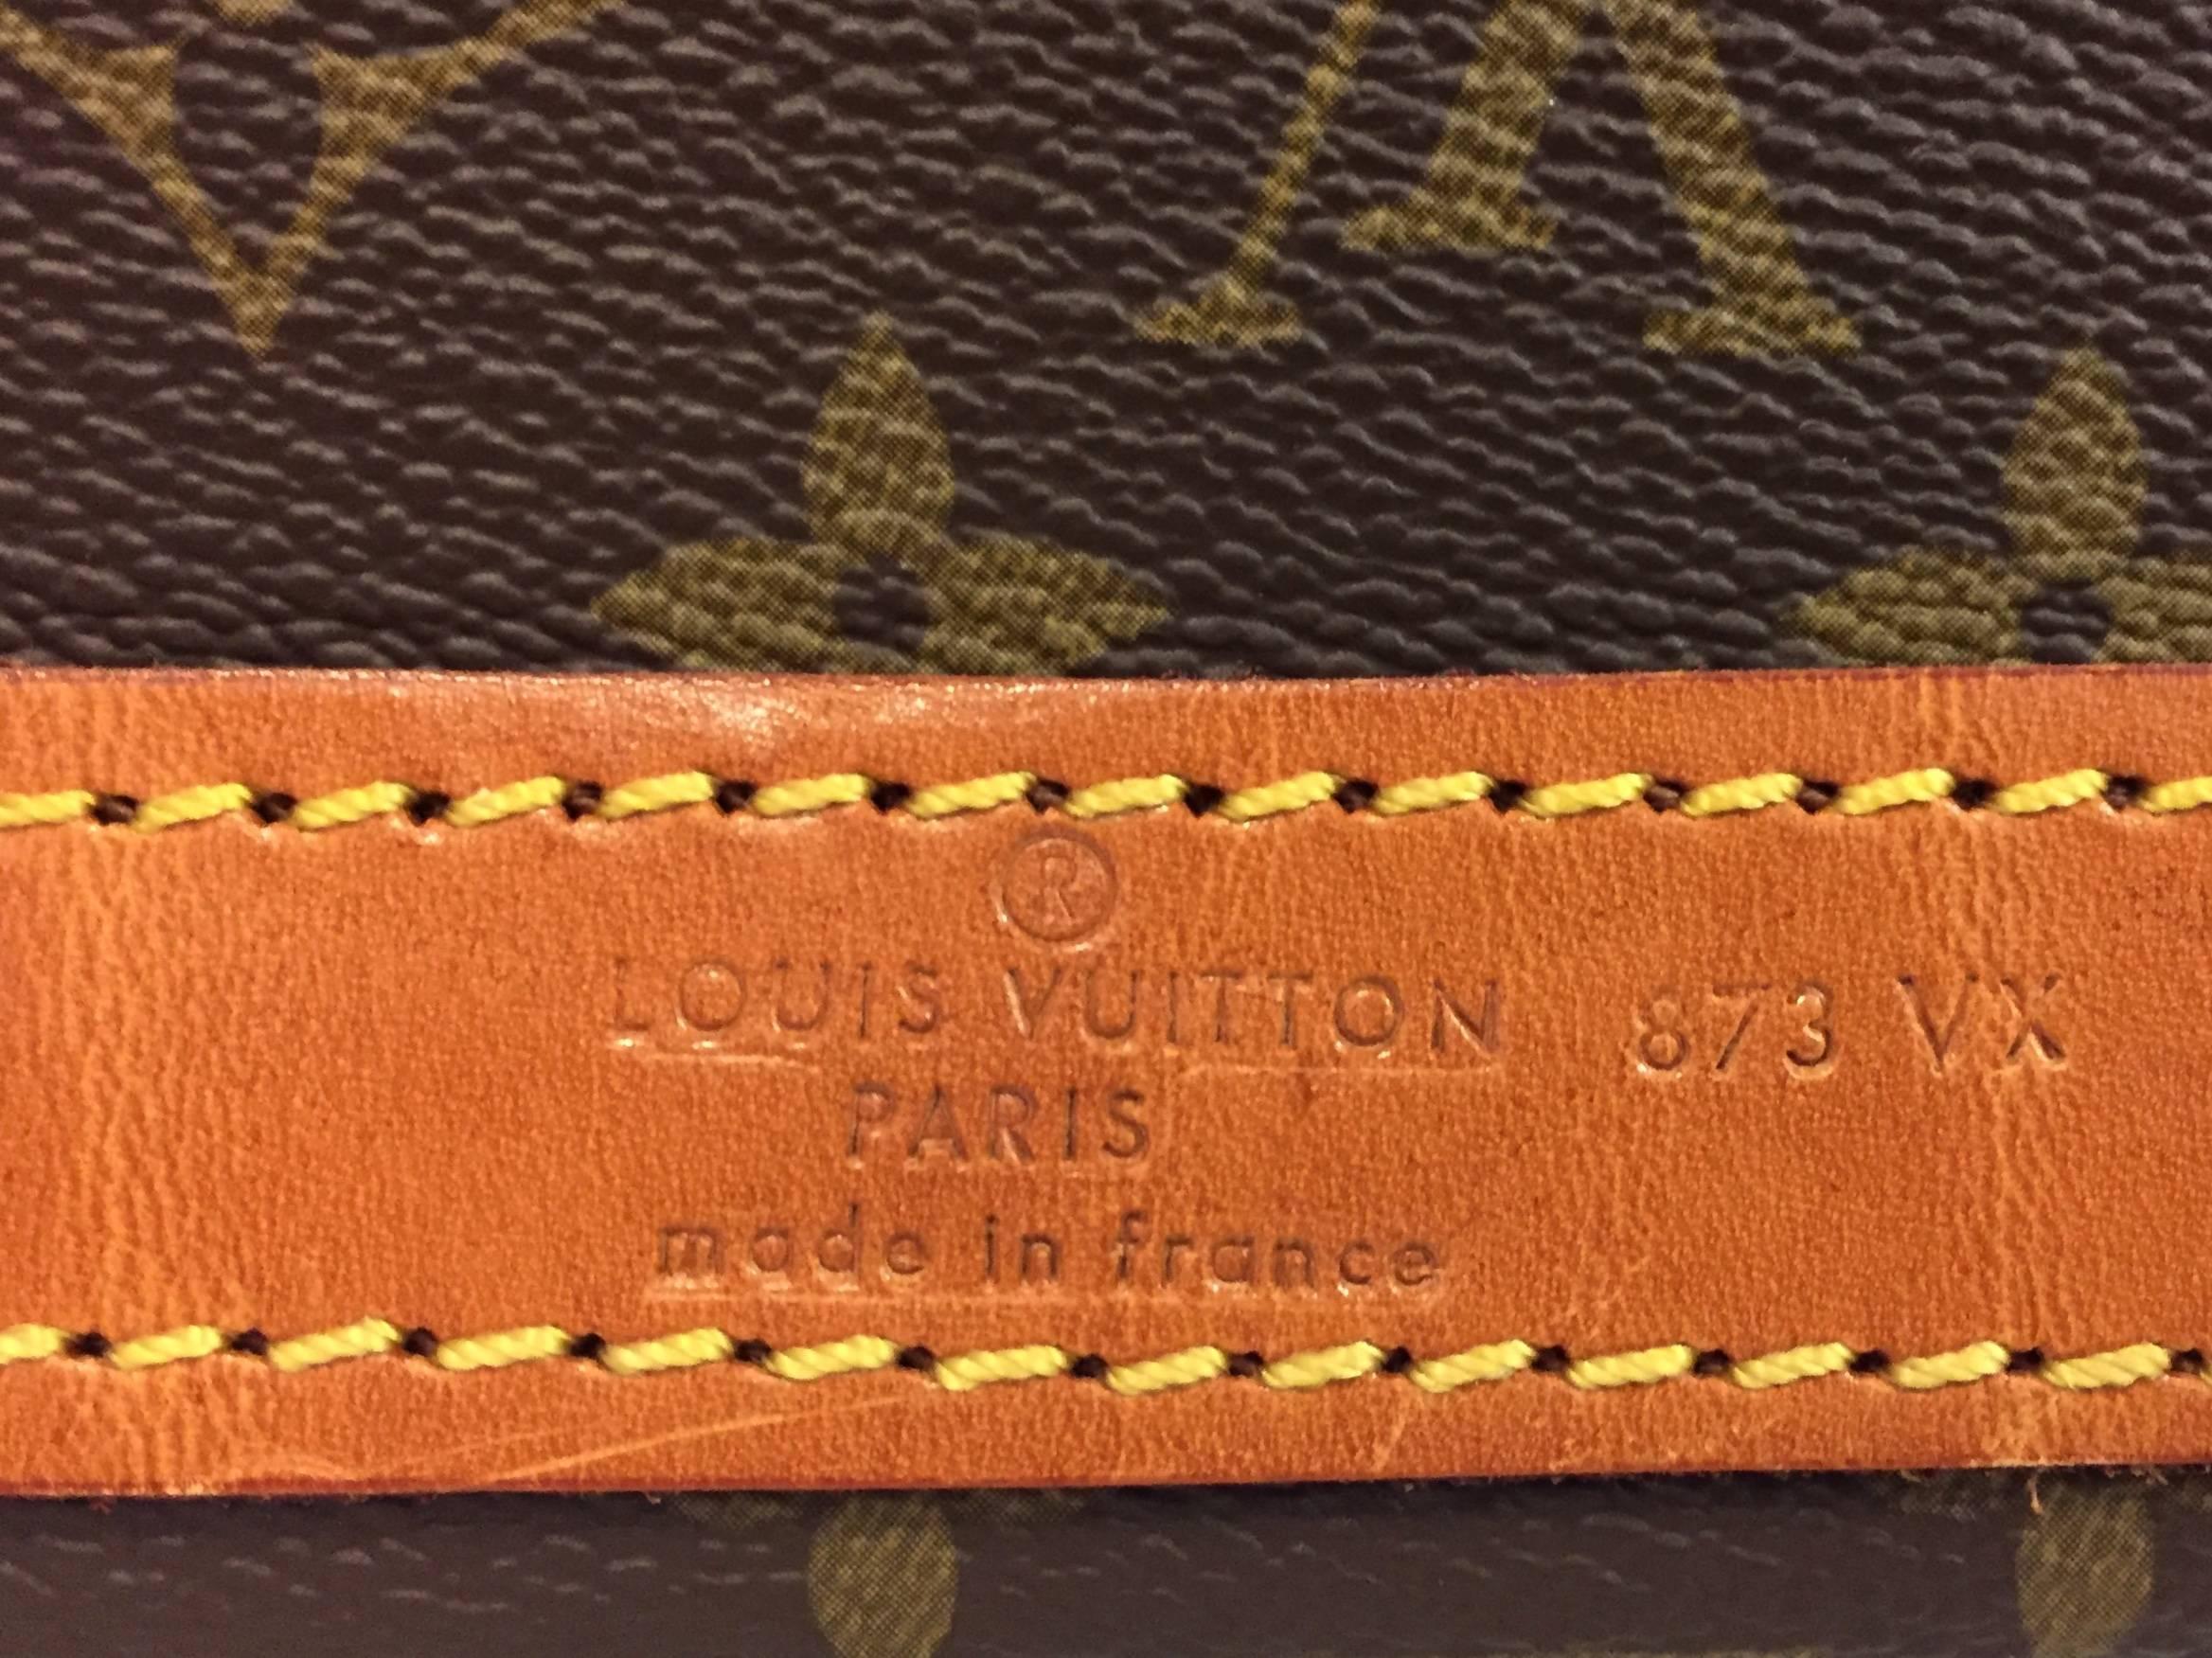 ®
LOUIS VUITTON 873 VX
PARIS
made in france